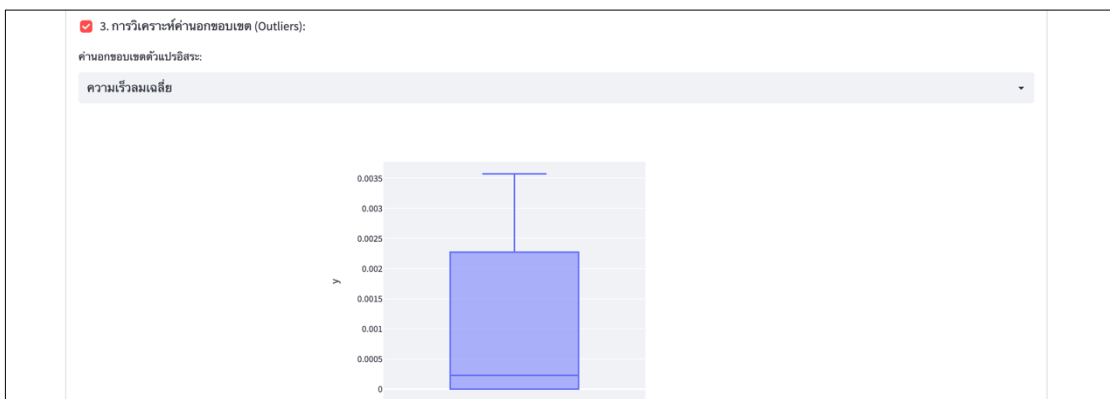 3. การวิเคราะห์ค่านอกขอบเขต (Outliers):
ค่านอกขอบเขตตัวแปรอิสระ:
ความเร็วลมเฉลี่ย
0.0035
0.003
0.0025
0.002
y
0.0015
0.001
0.0005
0